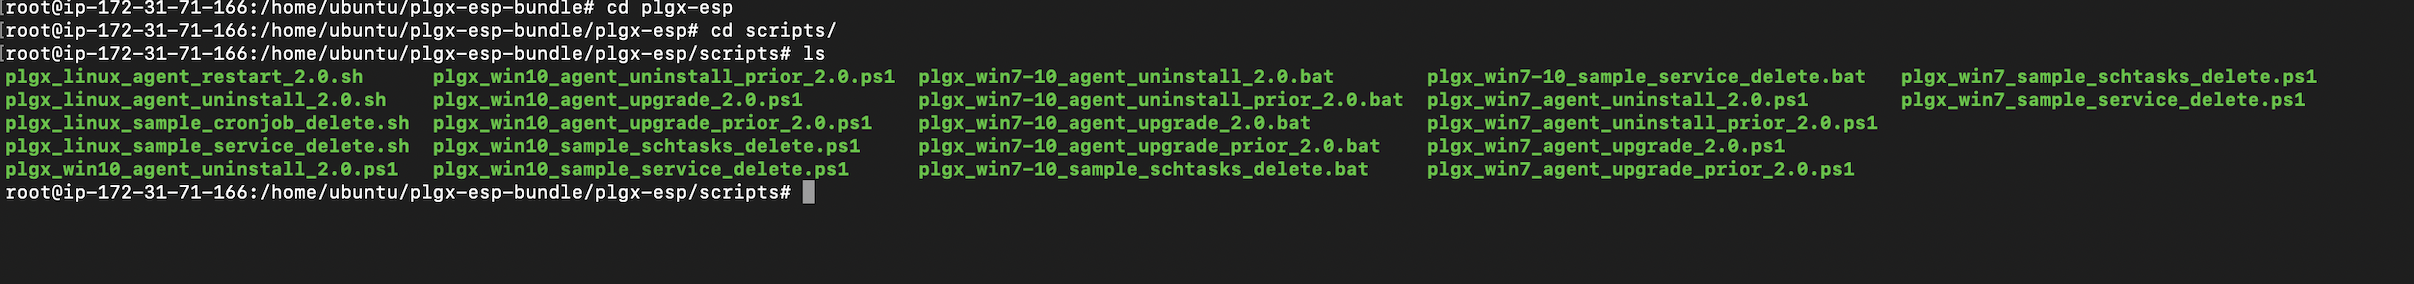 [root@ip-172-31-71-166:/home/ubuntu/plgx-esp-bundle# cd plgx-esp
[root@ip-172-31-71-166:/home/ubuntu/plgx-esp-bundle/plgx-esp# cd scripts/
[root@ip-172-31-71-166:/home/ubuntu/plgx-esp-bundle/plgx-esp/scripts# ls
plgx_linux_agent_restart_2.0.sh plgx_win10_agent_uninstall_prior_2.0.ps1 plgx_win7-10_agent_uninstall_2.0.bat plgx_win7-10_sample_service_delete.bat plgx_win7_sample_schtasks_delete.ps1
plgx_linux_agent_uninstall_2.0.sh plgx_win10_agent_upgrade_2.0.ps1 plgx_win7-10_agent_uninstall_prior_2.0.bat plgx_win7_agent_uninstall_2.0.ps1 plgx_win7_sample_service_delete.ps1
plgx_linux_sample_cronjob_delete.sh plgx_win10_agent_upgrade_prior_2.0.ps1 plgx_win7-10_agent_upgrade_2.0.bat plgx_win7_agent_uninstall_prior_2.0.ps1
plgx_linux_sample_service_delete.sh plgx_win10_sample_schtasks_delete.ps1 plgx_win7-10_agent_upgrade_prior_2.0.bat plgx_win7_agent_upgrade_2.0.ps1
plgx_win10_agent_uninstall_2.0.ps1 plgx_win10_sample_service_delete.ps1 plgx_win7-10_sample_schtasks_delete.bat plgx_win7_agent_upgrade_prior_2.0.ps1
root@ip-172-31-71-166:/home/ubuntu/plgx-esp-bundle/plgx-esp/scripts#